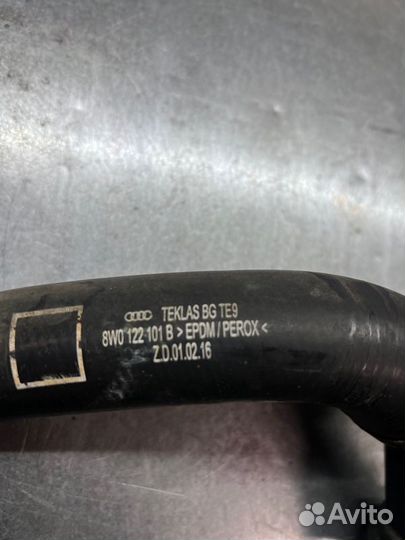 TEKLAS BG TE9
8W0 122 101 B > EPDM / PEROX <
Z.D.01.02.16
Avito